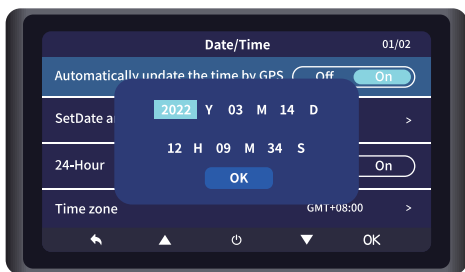 Date/Time 01/02
Automatically update the time by GPS Off On
2022 Y 03 M 14 D
SetDate a >
12 H 09 M 34 S
24-Hour On
OK
Time zone GMT+08:00 >
OK